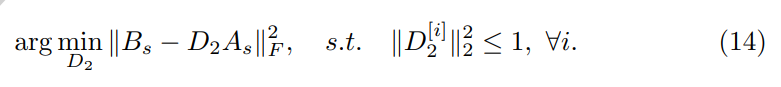 arg min_{D_2} ‖B_s − D_2 A_s‖_F^2, s.t. ‖D_2^{[i]}‖_2^2 ≤ 1, ∀i. (14)